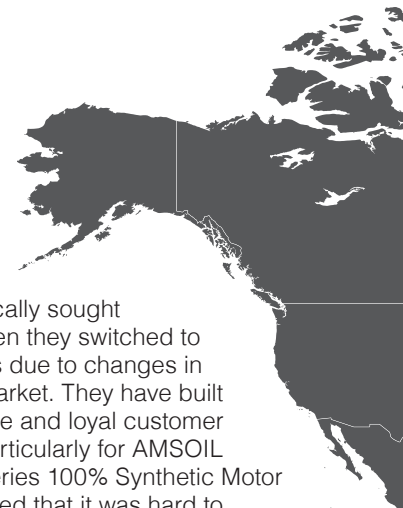 cally sought
en they switched to
s due to changes in
arket. They have built
e and loyal customer
rticularly for AMSOIL
eries 100% Synthetic Motor
ed that it was hard to